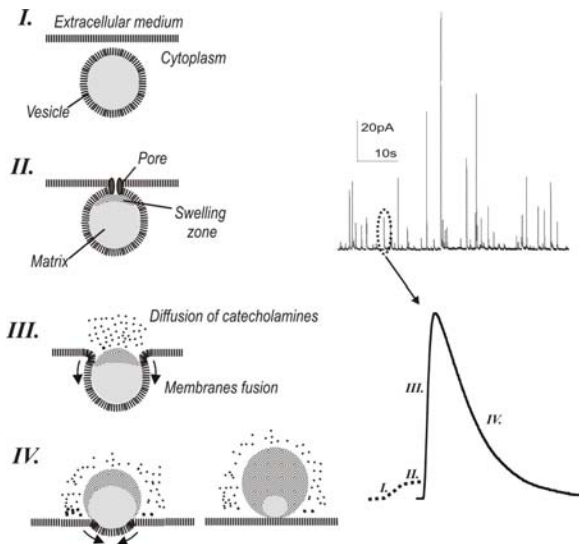 I.
Extracellular medium
Cytoplasm
Vesicle
II.
Pore
Swelling
zone
Matrix
III.
Diffusion of catecholamines
Membranes fusion
IV.
20pA
10s
III.
IV.
I.
II.